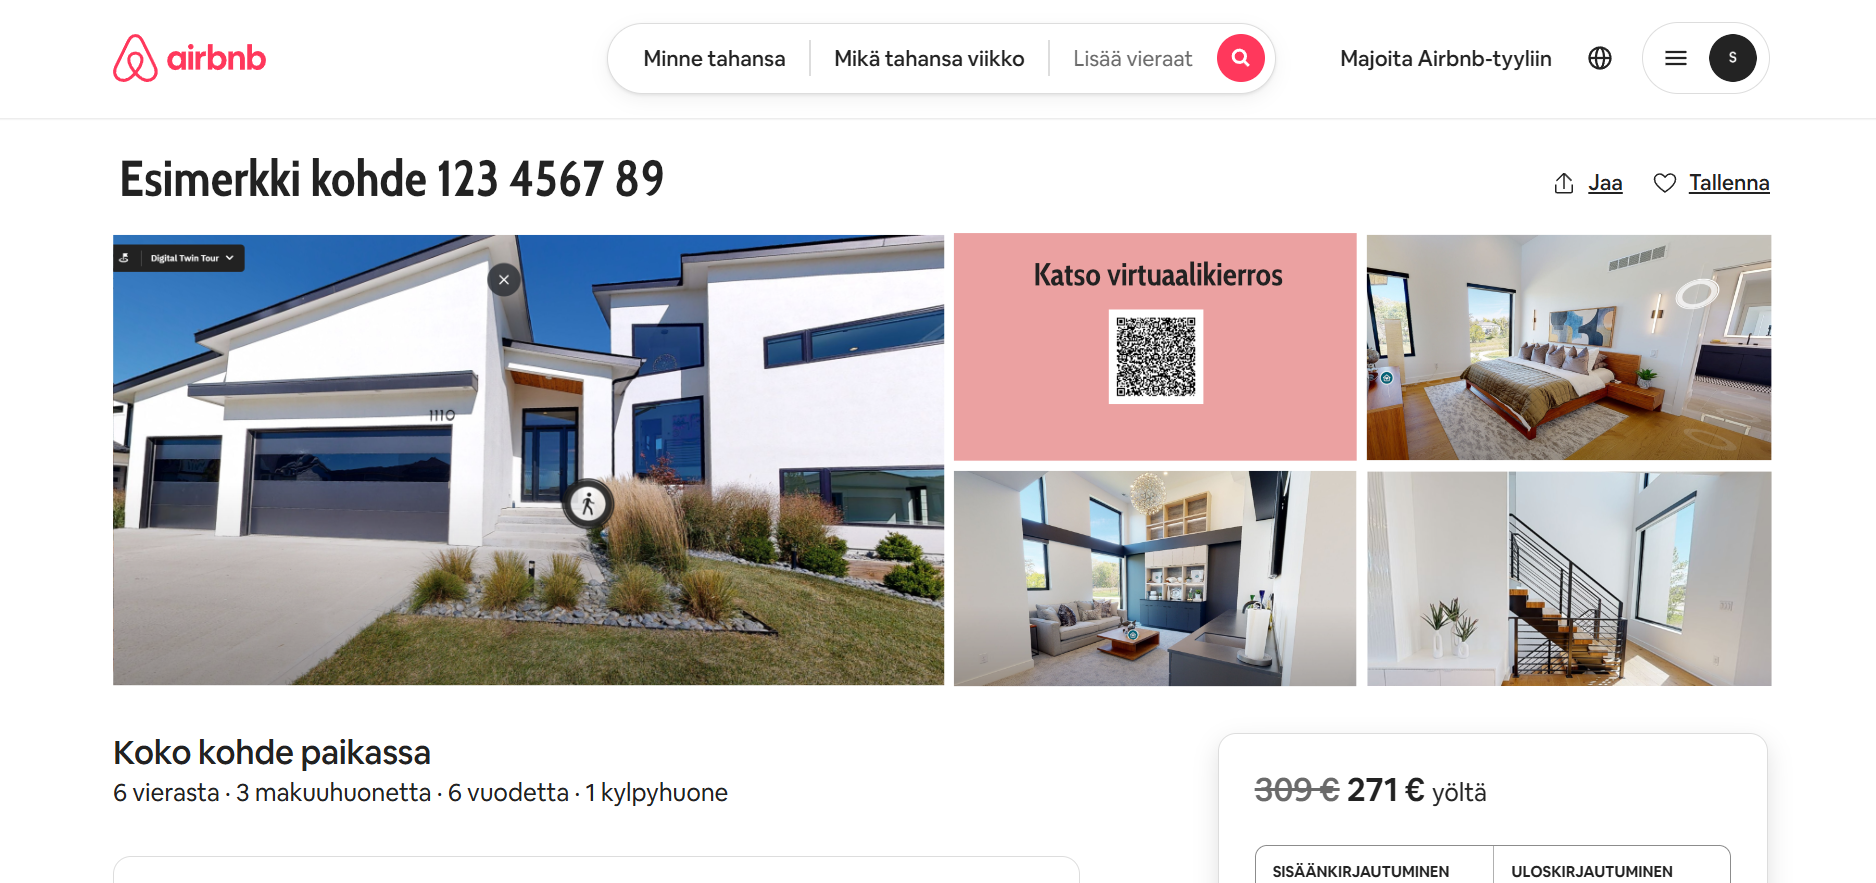 airbnb
Minne tahansa
Mikä tahansa viikko
Lisää vieraat
Majoita Airbnb-tyyliin
S
Esimerkki kohde 123 4567 89
Jaa
Tallenna
Digital Twin Tour
1110
Katso virtuaalikierros
Koko kohde paikassa
6 vierasta · 3 makuuhuonetta · 6 vuodetta · 1 kylpyhuone
309 € 271 € yöltä
SISÄÄNKIRJAUTUMINEN
ULOSKIRJAUTUMINEN